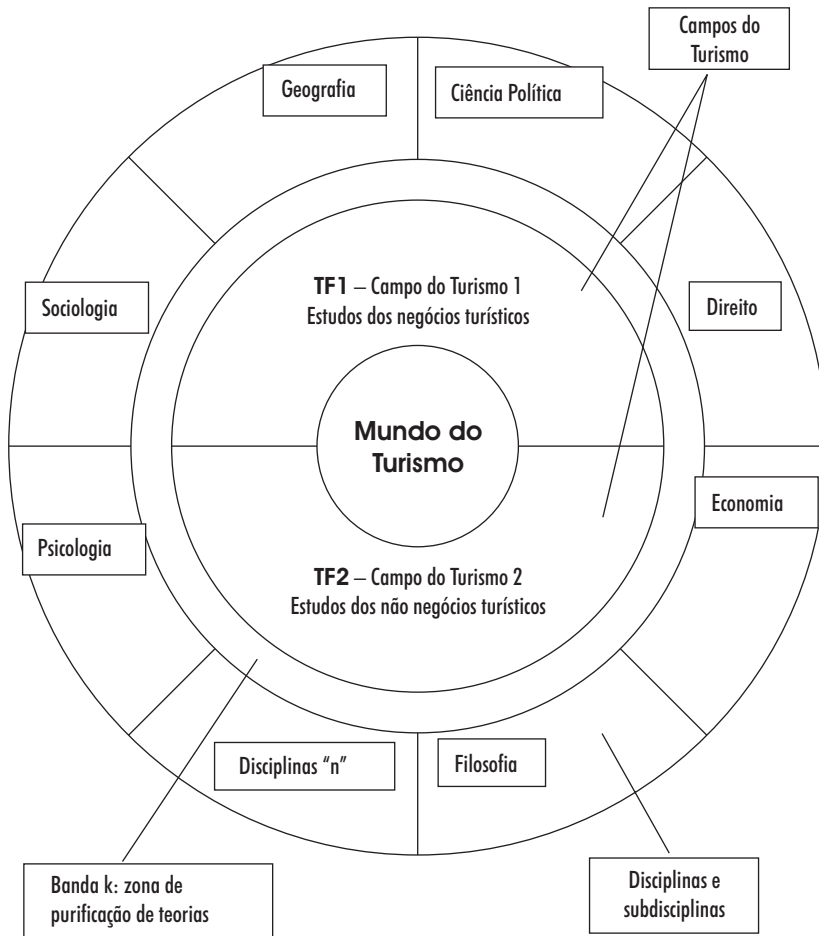 Campos do
Turismo
Geografia
Ciência Política
Sociologia
TF1 – Campo do Turismo 1
Estudos dos negócios turísticos
Direito
Mundo do
Turismo
Economia
Psicologia
TF2 – Campo do Turismo 2
Estudos dos não negócios turísticos
Disciplinas “n”
Filosofia
Banda k: zona de
purificação de teorias
Disciplinas e
subdisciplinas